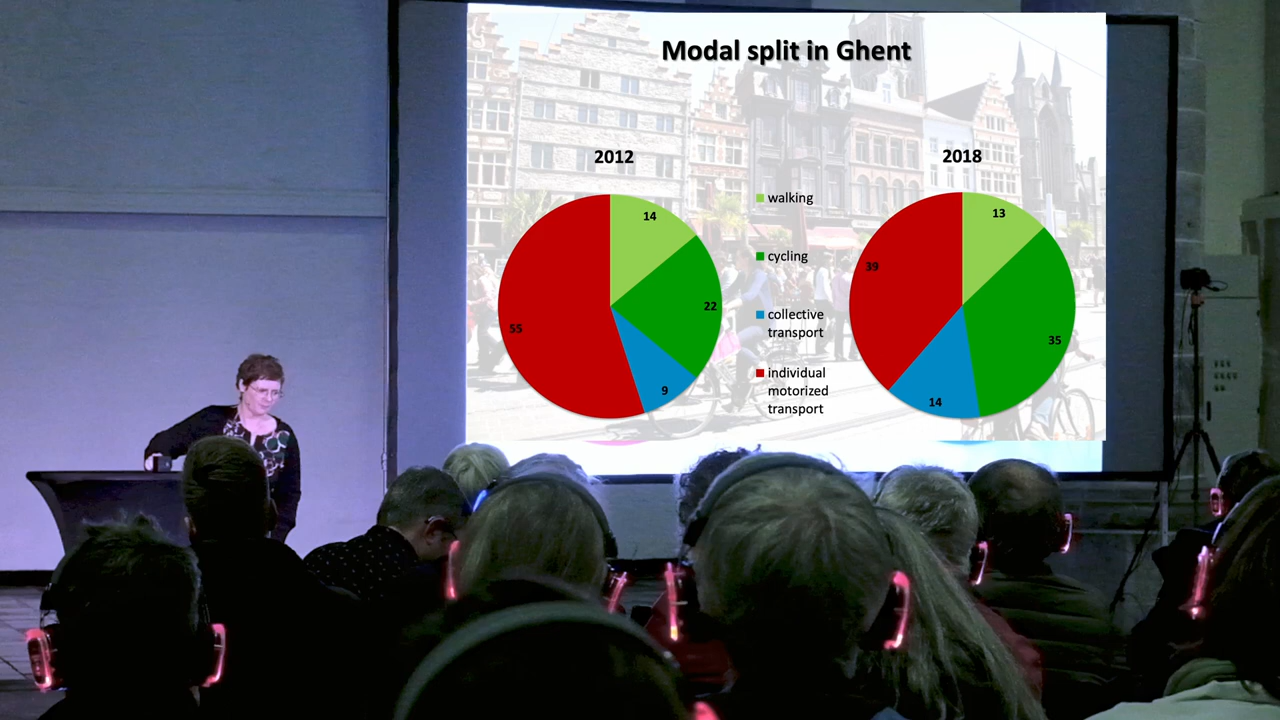 Modal split in Ghent
2012
14
22
9
55
walking
cycling
collective
transport
individual
motorized
transport
2018
13
35
14
39